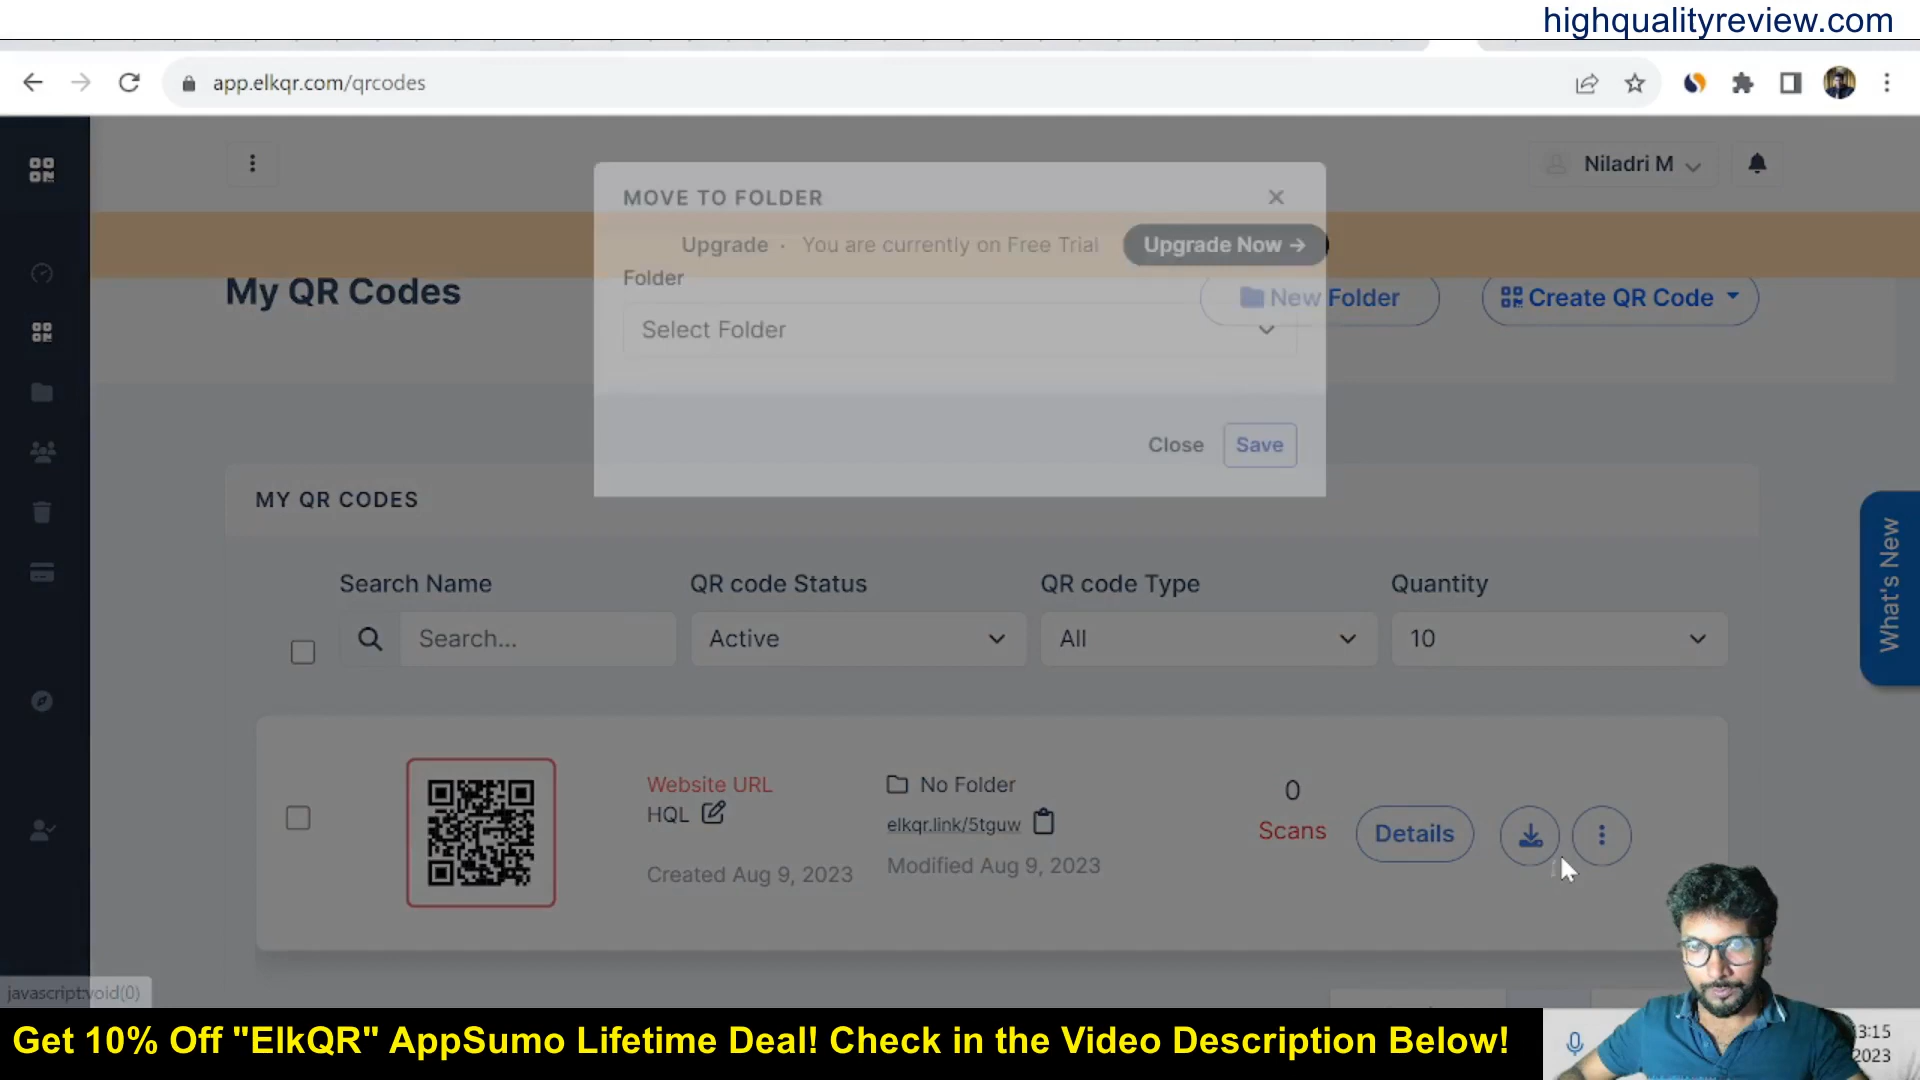 highqualityreview.com
app.elkqr.com/qrcodes
Niladri M
MOVE TO FOLDER
Upgrade · You are currently on Free Trial
Upgrade Now →
Folder
My QR Codes
New Folder
Create QR Code
Select Folder
Close
Save
MY QR CODES
What's New
Search Name
QR code Status
QR code Type
Quantity
Search...
Active
All
10
Website URL
HQL
Created Aug 9, 2023
No Folder
elkqr.link/5tguw
Modified Aug 9, 2023
0
Scans
Details
javascript:void(0)
Get 10% Off "ElkQR" AppSumo Lifetime Deal! Check in the Video Description Below!
3:15
2023